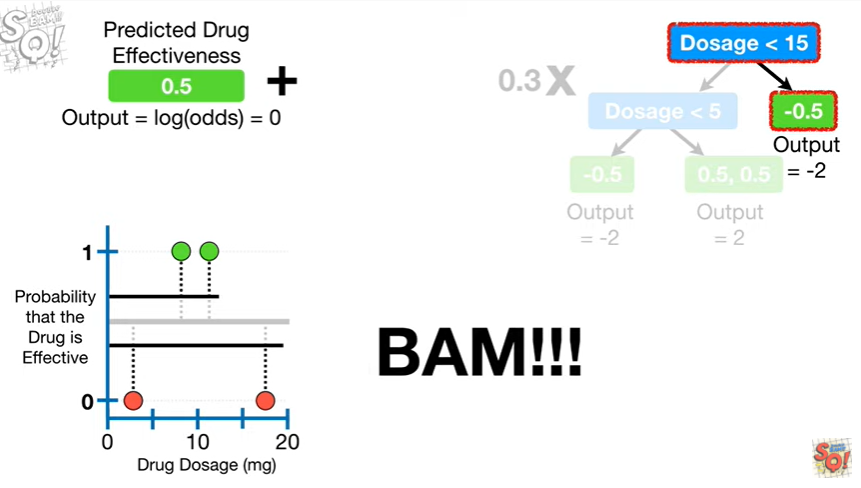 Predicted Drug
Effectiveness
0.5
+
Output = log(odds) = 0
0.3 X
Dosage < 15
Dosage < 5
-0.5
Output
= -2
-0.5
0.5, 0.5
Output
= -2
Output
= 2
1
Probability
that the
Drug is
Effective
0
0 10 20
Drug Dosage (mg)
BAM!!!
SQ!
SQ!